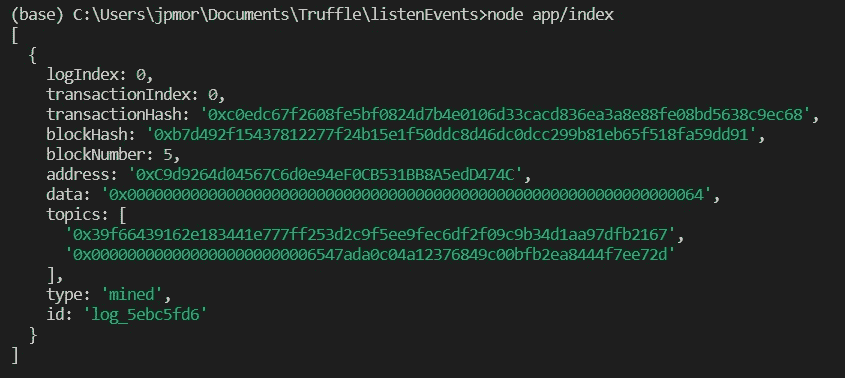 (base) C:\Users\jpmor\Documents\Truffle\listenEvents>node app/index
[
  {
    logIndex: 0,
    transactionIndex: 0,
    transactionHash: '0xc0edc67f2608fe5bf0824d7b4e0106d33cacd836ea3a8e88fe08bd5638c9ec68',
    blockHash: '0xb7d492f15437812277f24b15e1f50ddc8d46dc0dcc299b81eb65f518fa59dd91',
    blockNumber: 5,
    address: '0xC9d9264d04567C6d0e94eF0CB531BB8A5edD474C',
    data: '0x0000000000000000000000000000000000000000000000000000000000000064',
    topics: [
      '0x39f66439162e183441e777ff253d2c9f5ee9fec6df2f09c9b34d1aa97dfb2167',
      '0x0000000000000000000000006547ada0c04a12376849c00bfb2ea8444f7ee72d'
    ],
    type: 'mined',
    id: 'log_5ebc5fd6'
  }
]